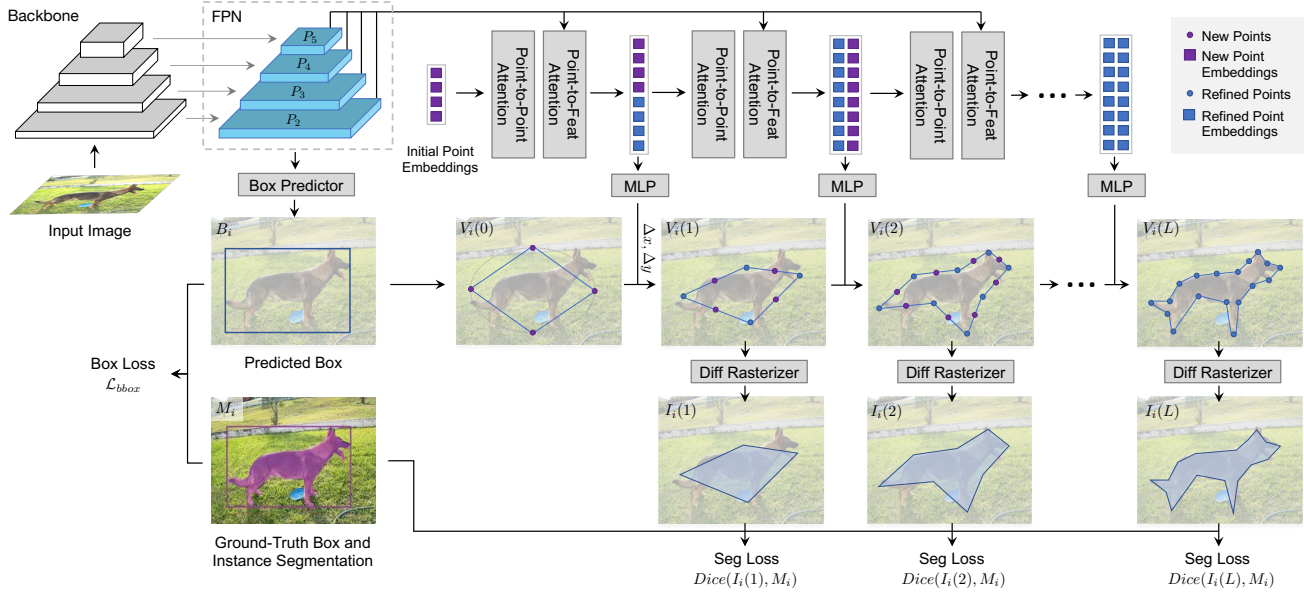 Backbone
FPN
P₅
P₄
P₃
P₂
Input Image
Box Predictor
Initial Point
Embeddings
Point-to-Point
Attention
Point-to-Feat
Attention
Point-to-Point
Attention
Point-to-Feat
Attention
Point-to-Point
Attention
Point-to-Feat
Attention
New Points
New Point
Embeddings
Refined Points
Refined Point
Embeddings
MLP
MLP
MLP
Bᵢ
Vᵢ(0)
Δx, Δy
Vᵢ(1)
Vᵢ(2)
Vᵢ(L)
Predicted Box
Box Loss
ℒ_{bbox}
Diff Rasterizer
Diff Rasterizer
Diff Rasterizer
Mᵢ
Iᵢ(1)
Iᵢ(2)
Iᵢ(L)
Ground-Truth Box and
Instance Segmentation
Seg Loss
Dice(Iᵢ(1), Mᵢ)
Seg Loss
Dice(Iᵢ(2), Mᵢ)
Seg Loss
Dice(Iᵢ(L), Mᵢ)